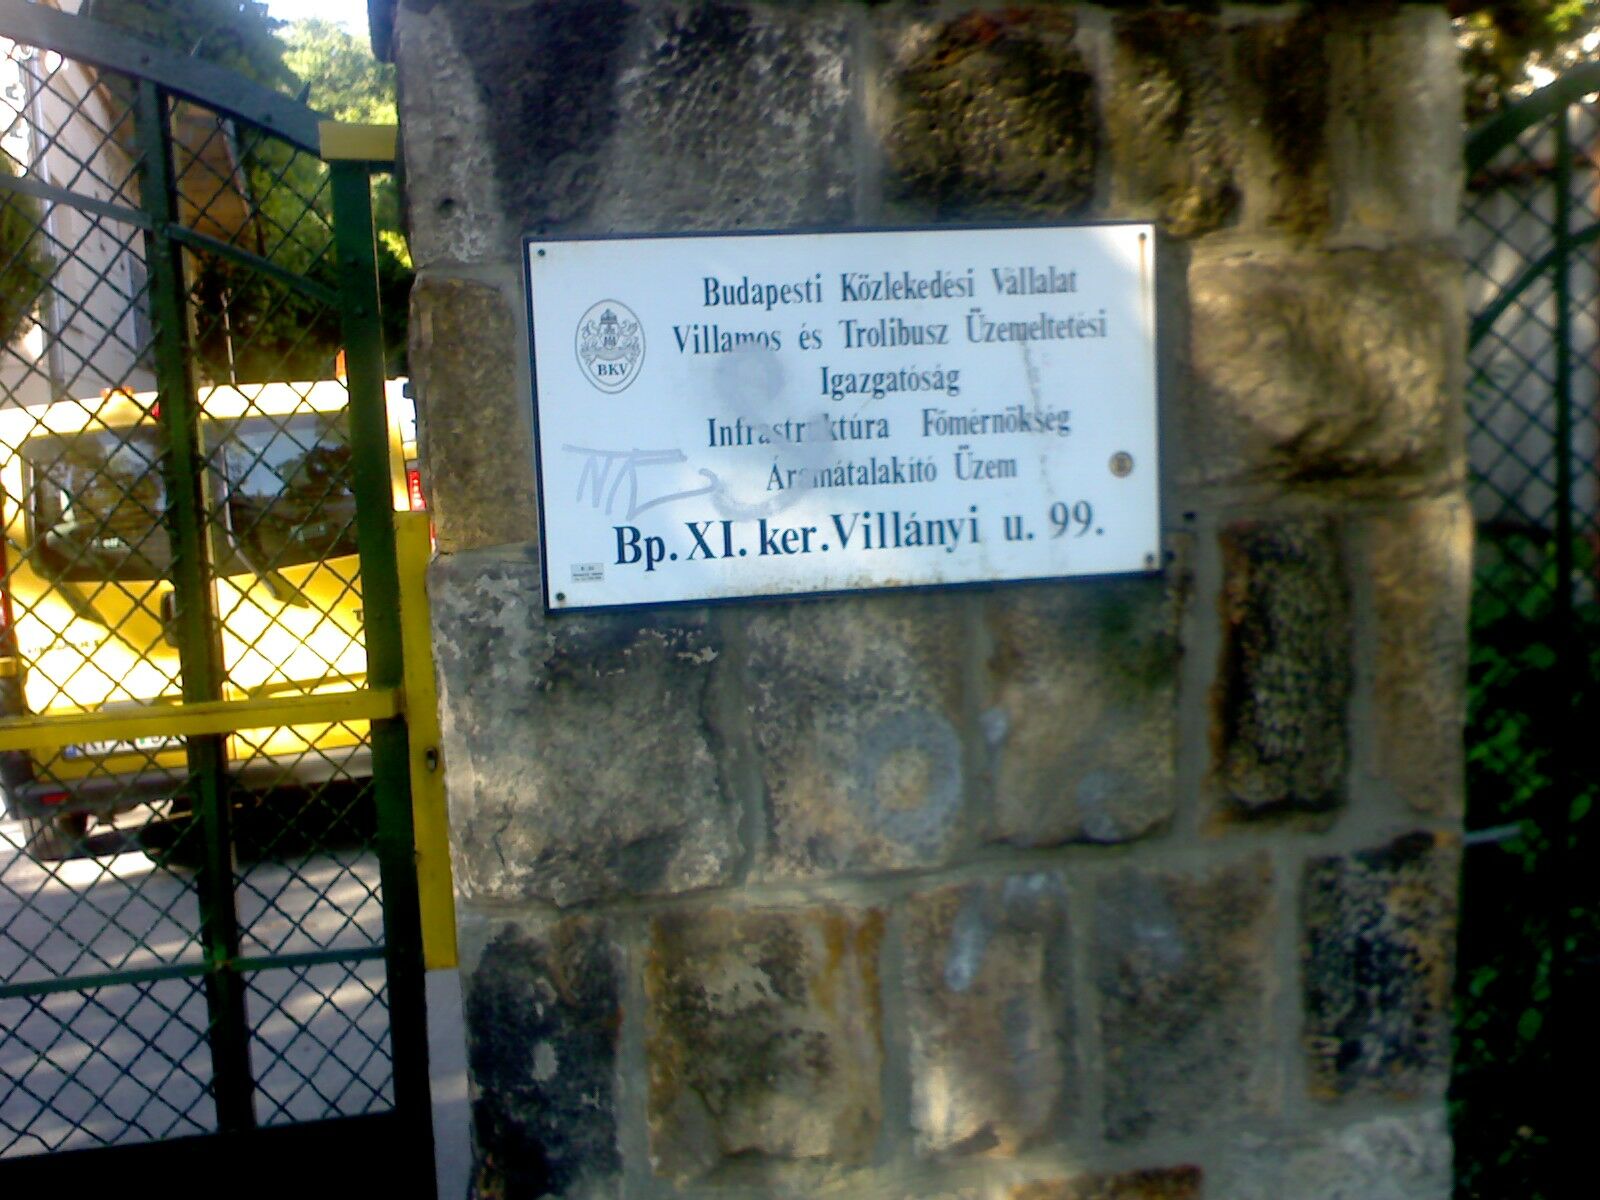 Budapesti Közlekedési Vállalat
Villamos és Trolibusz Üzemeltetési
Igazgatóság
Infrastruktúra Főmérnökség
Áramátalakító Üzem
Bp. XI. ker. Villányi u. 99.
BKV